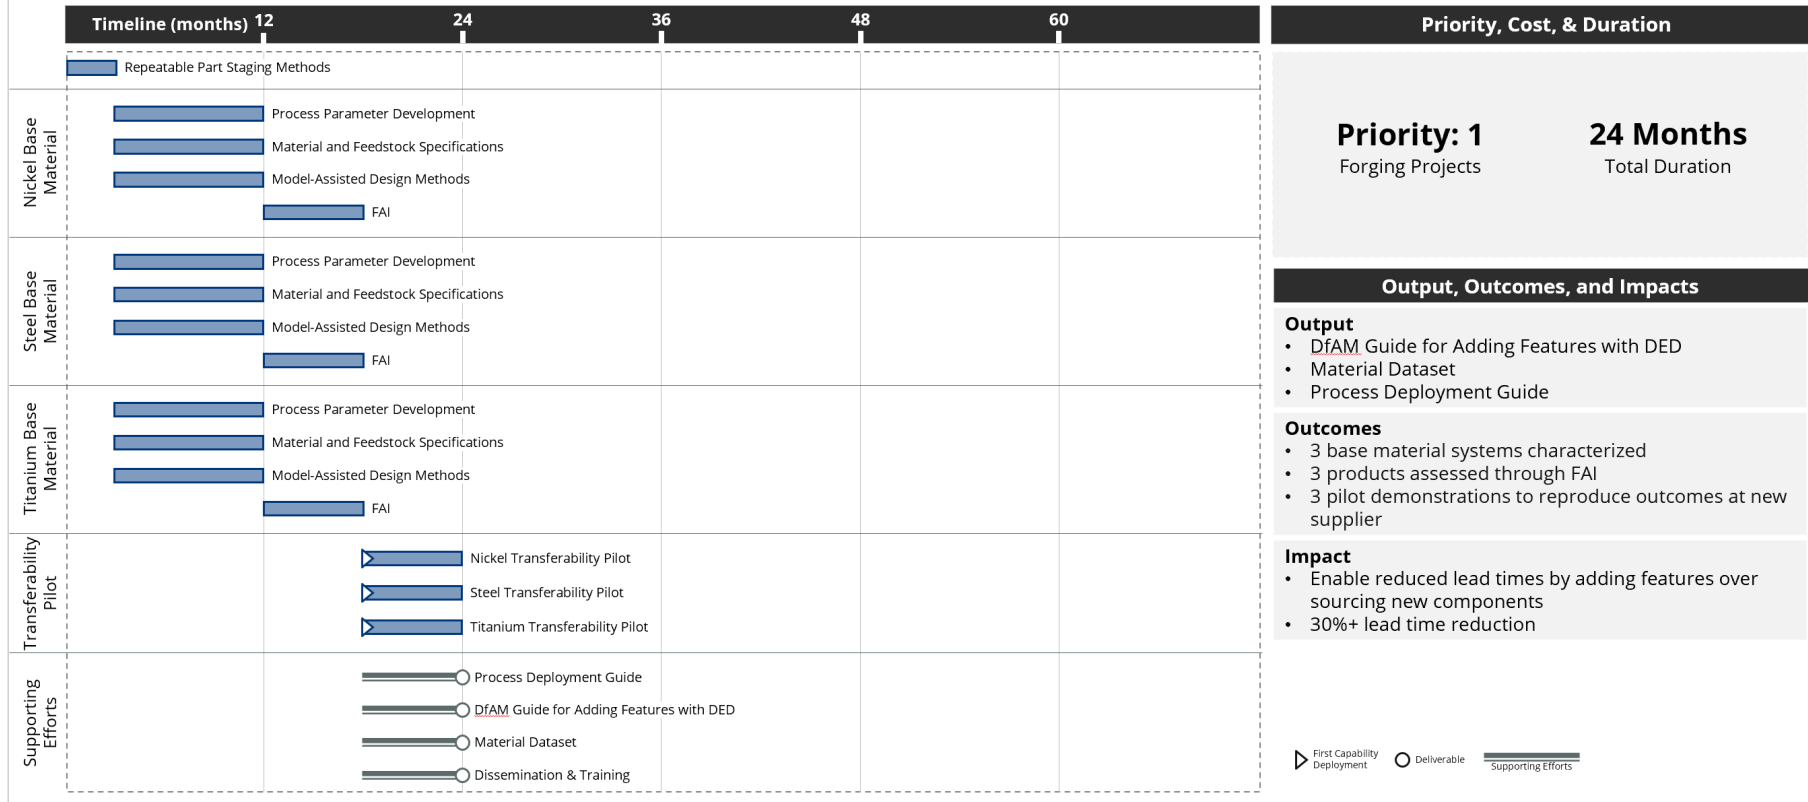 Timeline (months) 12 24 36 48 60
Repeatable Part Staging Methods
Nickel Base
Material
Process Parameter Development
Material and Feedstock Specifications
Model-Assisted Design Methods
FAI
Steel Base
Material
Process Parameter Development
Material and Feedstock Specifications
Model-Assisted Design Methods
FAI
Titanium Base
Material
Process Parameter Development
Material and Feedstock Specifications
Model-Assisted Design Methods
FAI
Transferability
Pilot
Nickel Transferability Pilot
Steel Transferability Pilot
Titanium Transferability Pilot
Supporting
Efforts
Process Deployment Guide
DfAM Guide for Adding Features with DED
Material Dataset
Dissemination & Training
Priority, Cost, & Duration
Priority: 1
Forging Projects
24 Months
Total Duration
Output, Outcomes, and Impacts
Output
• DfAM Guide for Adding Features with DED
• Material Dataset
• Process Deployment Guide
Outcomes
• 3 base material systems characterized
• 3 products assessed through FAI
• 3 pilot demonstrations to reproduce outcomes at new
supplier
Impact
• Enable reduced lead times by adding features over
sourcing new components
• 30%+ lead time reduction
First Capability
Deployment
Deliverable
Supporting Efforts